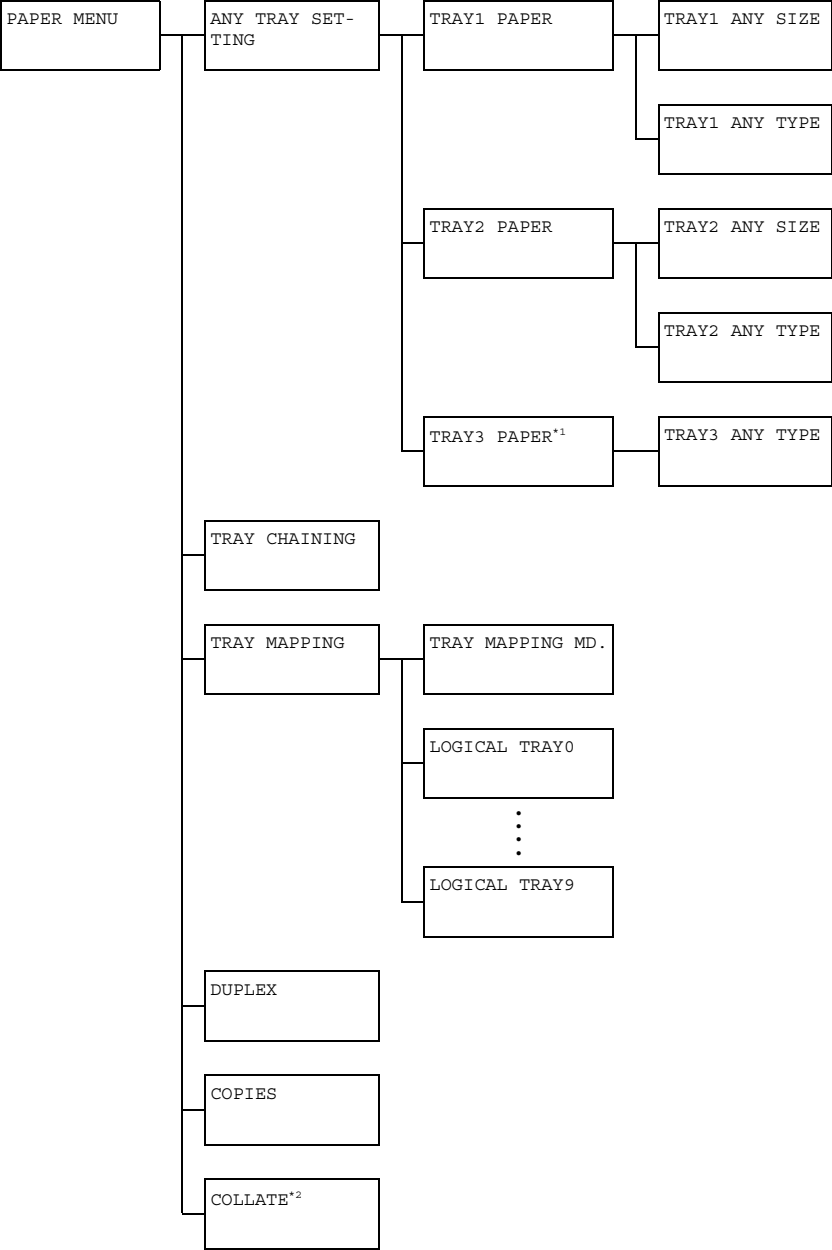 PAPER MENU
ANY TRAY SET-
TING
TRAY1 PAPER
TRAY1 ANY SIZE
TRAY1 ANY TYPE
TRAY2 PAPER
TRAY2 ANY SIZE
TRAY2 ANY TYPE
TRAY3 PAPER*1
TRAY3 ANY TYPE
TRAY CHAINING
TRAY MAPPING
TRAY MAPPING MD.
LOGICAL TRAY0
LOGICAL TRAY9
DUPLEX
COPIES
COLLATE*2